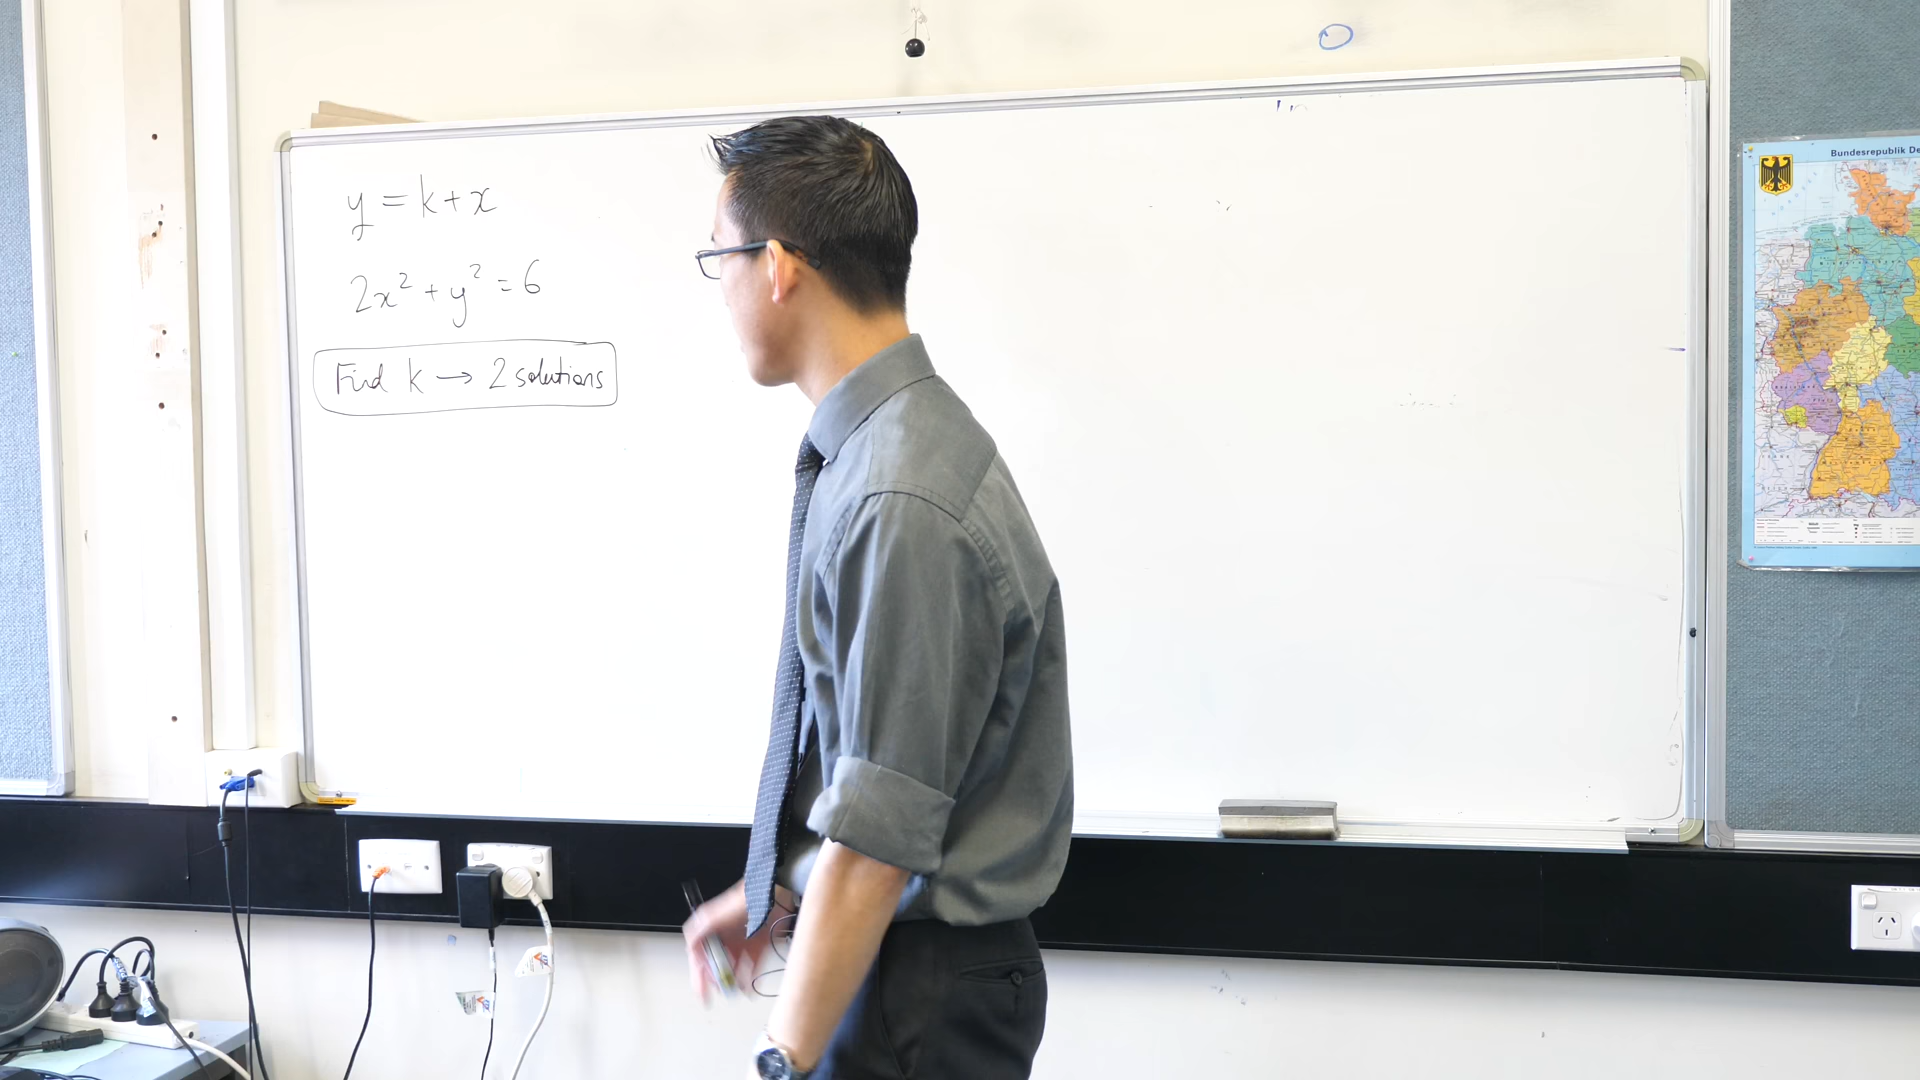 y = k + x
2x² + y² = 6
Find k → 2 solutions
Bundesrepublik De